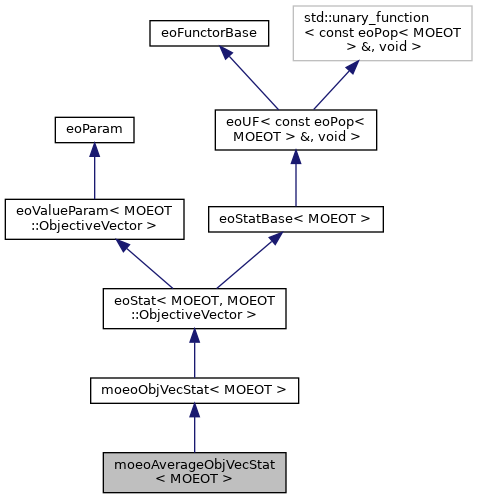 std::unary_function
< const eoPop< MOEOT
> &, void >
eoFunctorBase
eoUF< const eoPop<
MOEOT > &, void >
eoParam
eoValueParam< MOEOT
::ObjectiveVector >
eoStatBase< MOEOT >
eoStat< MOEOT, MOEOT
::ObjectiveVector >
moeoObjVecStat< MOEOT >
moeoAverageObjVecStat
< MOEOT >